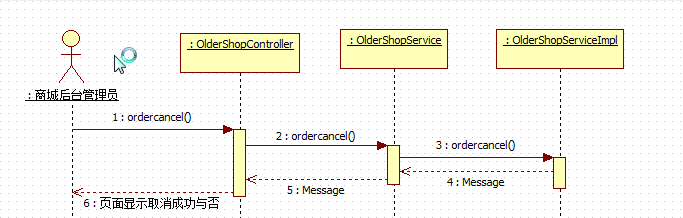 : OlderShopController
: OlderShopService
: OlderShopServiceImpl
: 商城后台管理员
1 : ordercancel()
2 : ordercancel()
3 : ordercancel()
4 : Message
5 : Message
6 : 页面显示取消成功与否